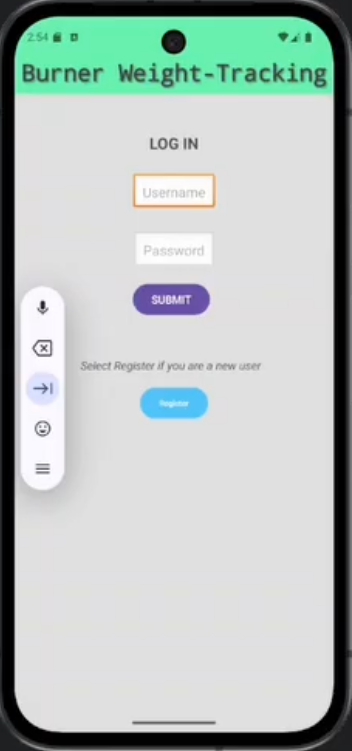 2:54
Burner Weight-Tracking
LOG IN
Username
Password
SUBMIT
Select Register if you are a new user
Register